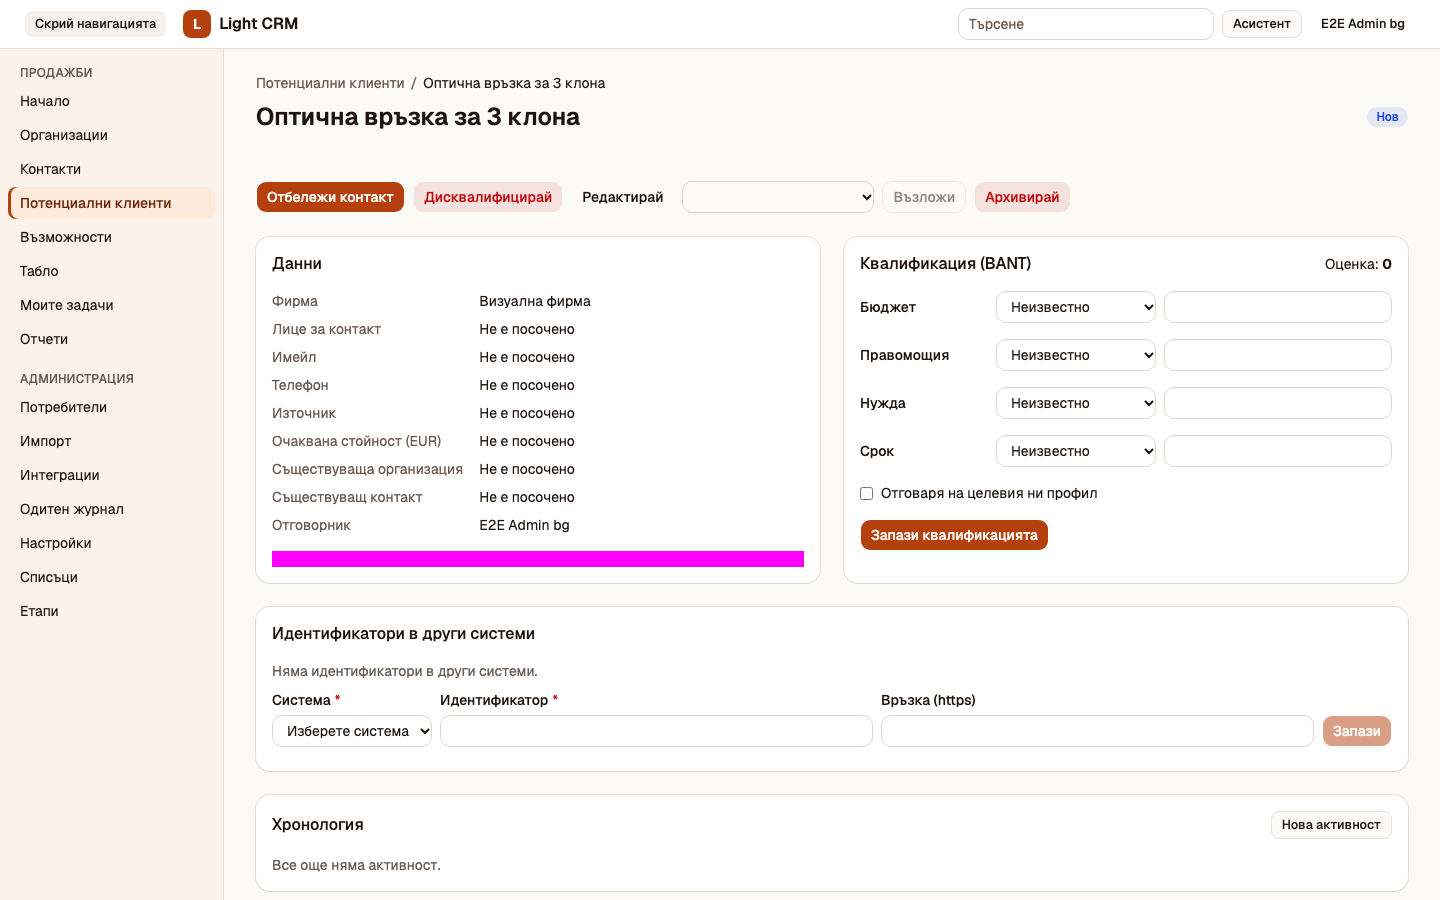 Скрий навигацията
L Light CRM
Търсене
Асистент
E2E Admin bg
ПРОДАЖБИ
Начало
Организации
Контакти
Потенциални клиенти
Възможности
Табло
Моите задачи
Отчети
АДМИНИСТРАЦИЯ
Потребители
Импорт
Интеграции
Одитен журнал
Настройки
Списъци
Етапи
Потенциални клиенти / Оптична връзка за 3 клона
Оптична връзка за 3 клона
Нов
Отбележи контакт
Дисквалифицирай
Редактирай
Възложи
Архивирай
Данни
Фирма Визуална фирма
Лице за контакт Не е посочено
Имейл Не е посочено
Телефон Не е посочено
Източник Не е посочено
Очаквана стойност (EUR) Не е посочено
Съществуваща организация Не е посочено
Съществуващ контакт Не е посочено
Отговорник E2E Admin bg
Квалификация (BANT)
Оценка: 0
Бюджет Неизвестно
Правомощия Неизвестно
Нужда Неизвестно
Срок Неизвестно
Отговаря на целевия ни профил
Запази квалификацията
Идентификатори в други системи
Няма идентификатори в други системи.
Система * Идентификатор * Връзка (https)
Изберете система
Запази
Хронология
Нова активност
Все още няма активност.